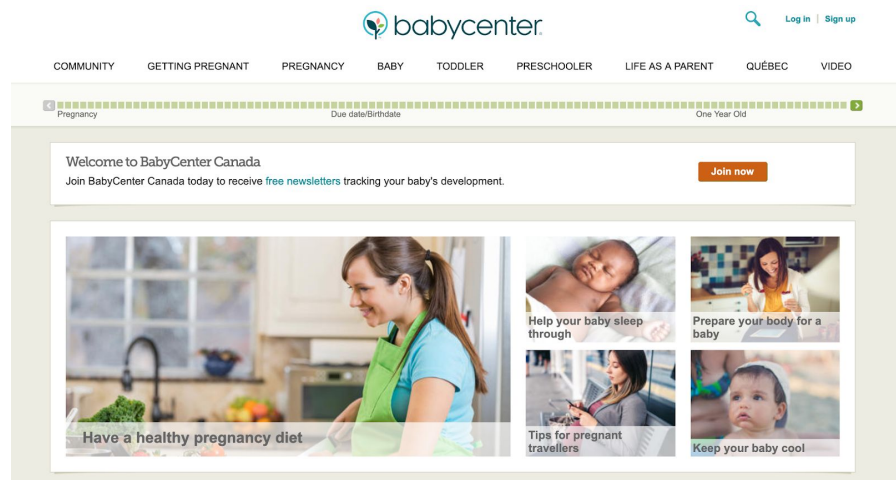 babycenter.
Log in | Sign up
COMMUNITY GETTING PREGNANT PREGNANCY BABY TODDLER PRESCHOOLER LIFE AS A PARENT QUÉBEC VIDEO
Pregnancy Due date/Birthdate One Year Old
Welcome to BabyCenter Canada
Join BabyCenter Canada today to receive free newsletters tracking your baby's development.
Join now
Have a healthy pregnancy diet
Help your baby sleep
through
Prepare your body for a
baby
Tips for pregnant
travellers
Keep your baby cool